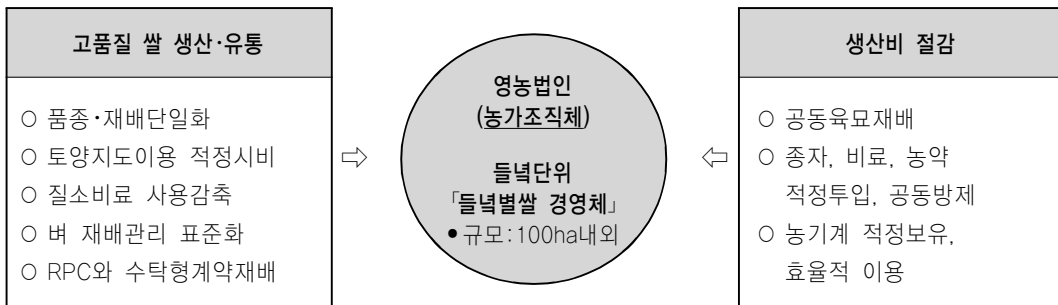 고품질 쌀 생산·유통
○ 품종·재배단일화
○ 토양지도이용 적정시비
○ 질소비료 사용감축
○ 벼 재배관리 표준화
○ RPC와 수탁형계약재배
⇨
영농법인
(농가조직체)
들녘단위
「들녘별쌀 경영체」
● 규모:100ha내외
⇦
생산비 절감
○ 공동육묘재배
○ 종자, 비료, 농약
적정투입, 공동방제
○ 농기계 적정보유,
효율적 이용